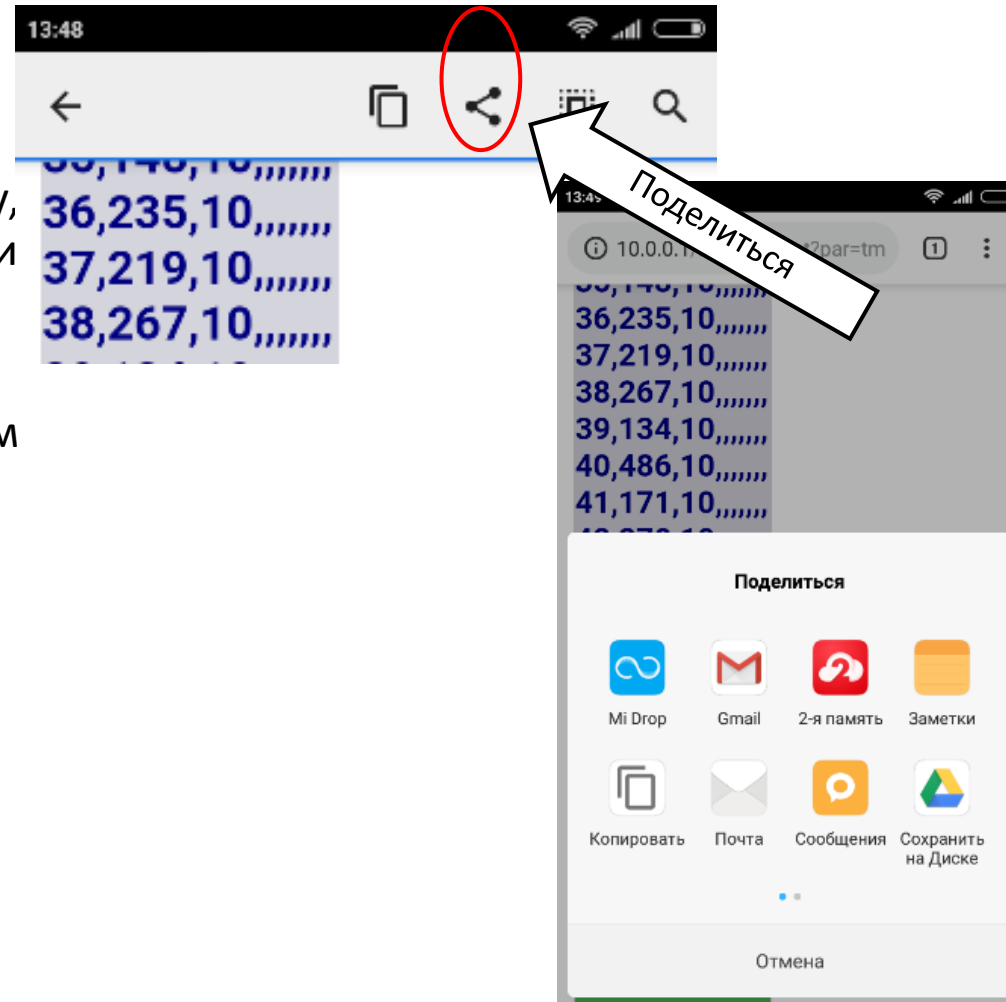 13:48
у,
и
м
36,235,10,,,,,,,
37,219,10,,,,,,,
38,267,10,,,,,,,
Поделиться
10.0.0.1/
t?par=tm
1
36,235,10,,,,,,,
37,219,10,,,,,,,
38,267,10,,,,,,,
39,134,10,,,,,,,
40,486,10,,,,,,,
41,171,10,,,,,,,
Поделиться
Mi Drop
Gmail
2-я память
Заметки
Копировать
Почта
Сообщения
Сохранить
на Диске
Отмена